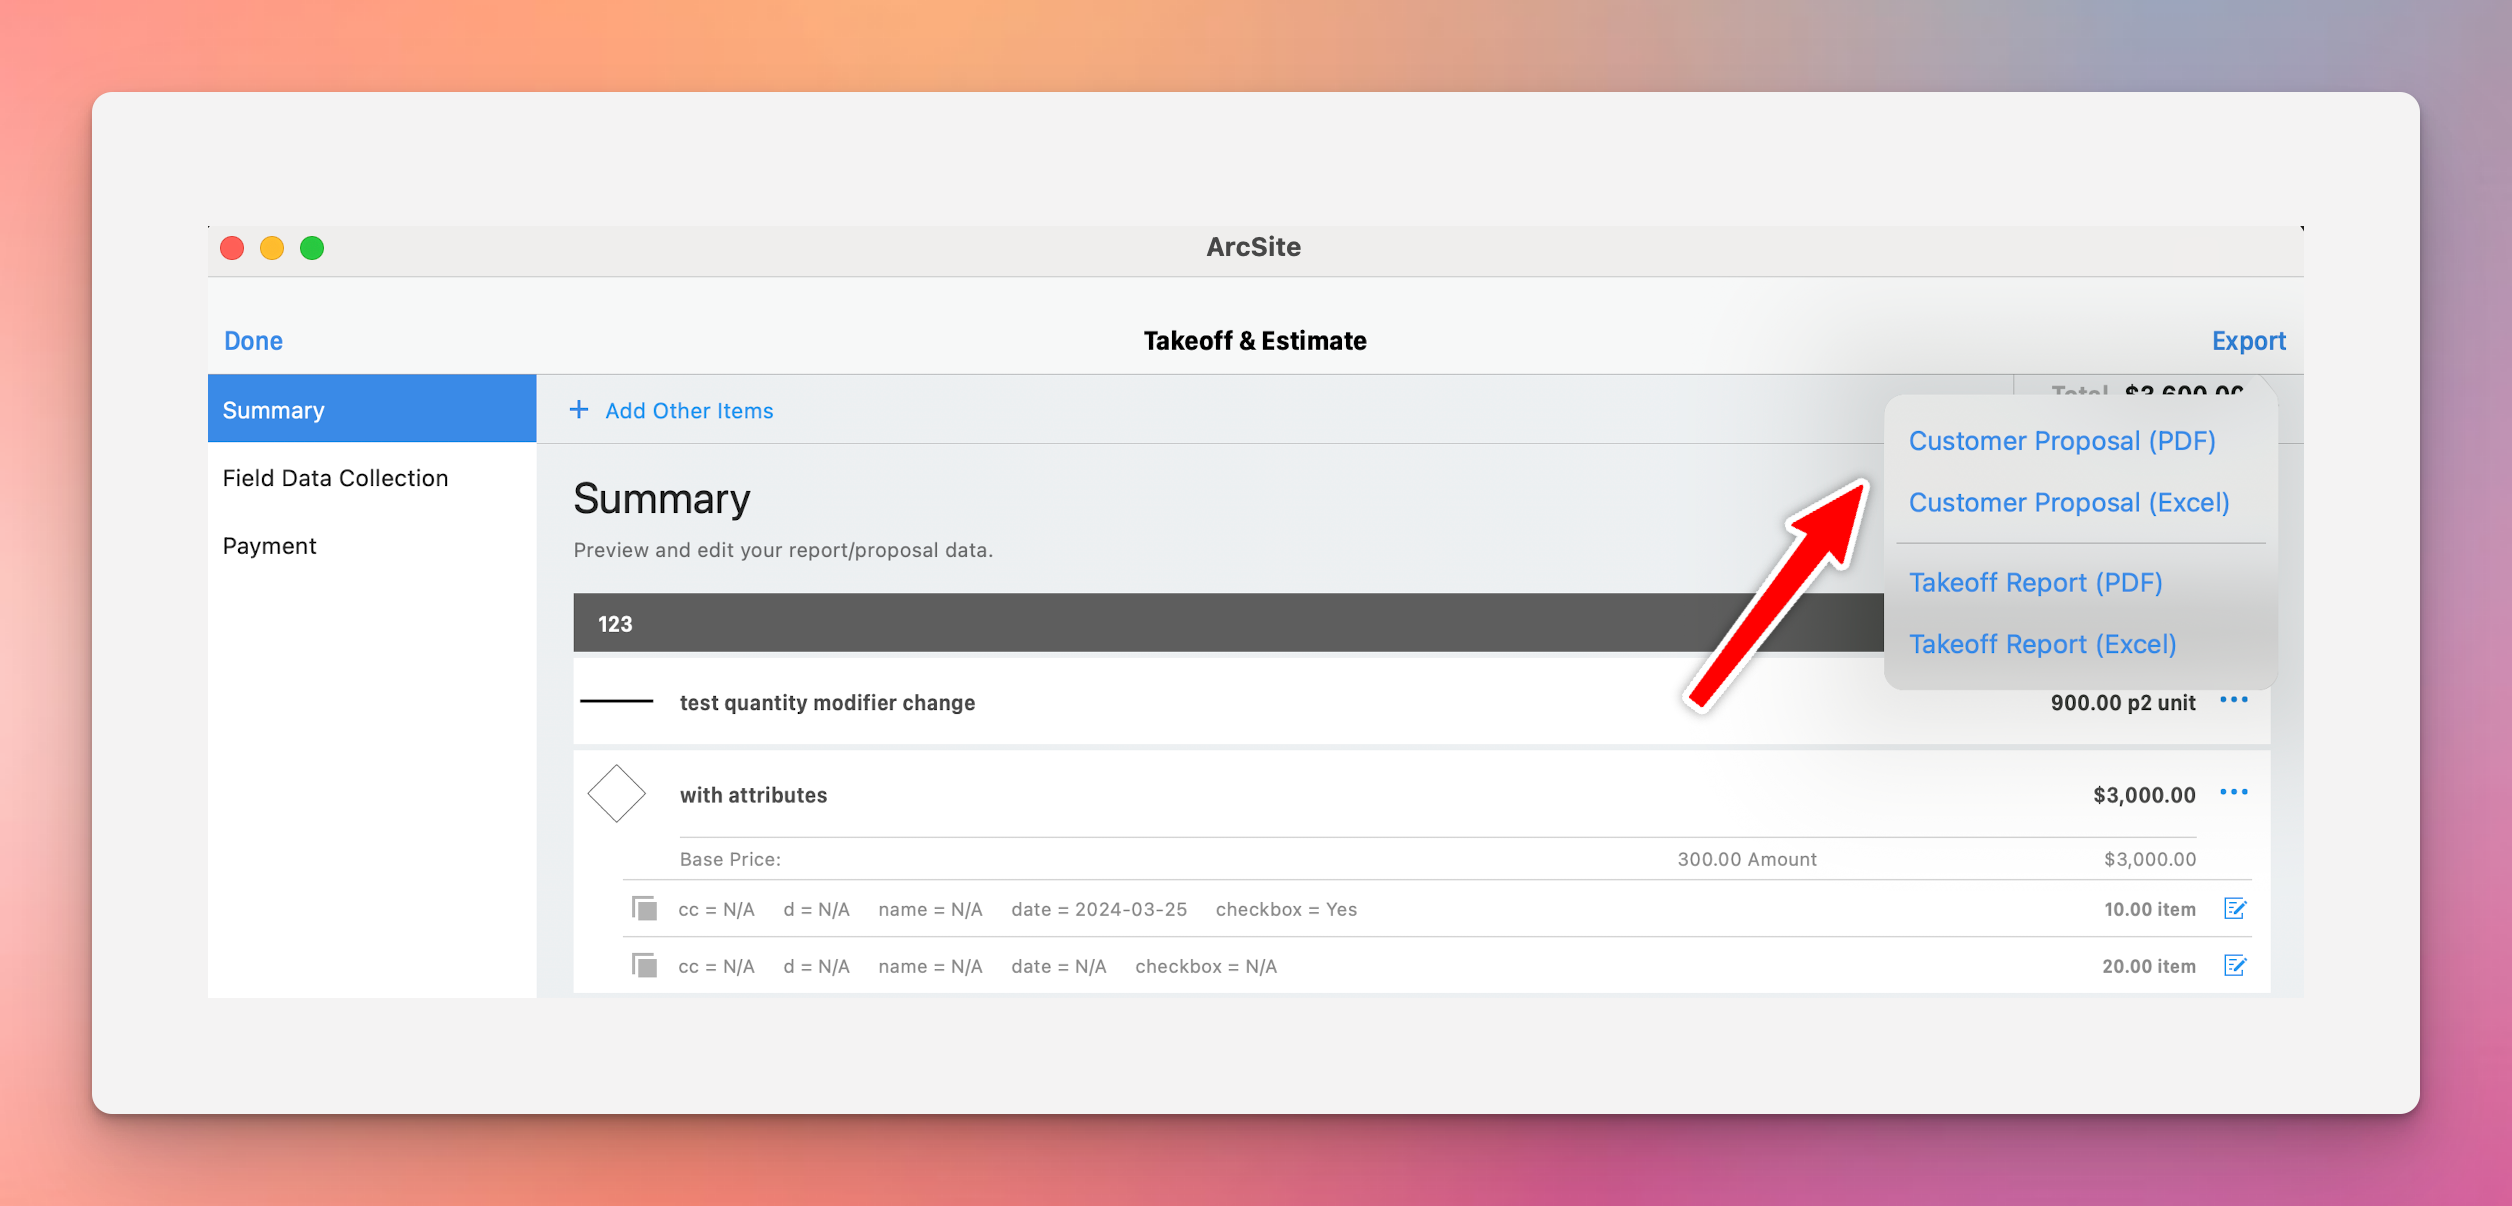 ArcSite
Done
Takeoff & Estimate
Export
Summary
Field Data Collection
Payment
+ Add Other Items
Total $3,600.00
Customer Proposal (PDF)
Customer Proposal (Excel)
Takeoff Report (PDF)
Takeoff Report (Excel)
Summary
Preview and edit your report/proposal data.
123
test quantity modifier change 900.00 p2 unit
with attributes $3,000.00
Base Price: 300.00 Amount $3,000.00
cc = N/A d = N/A name = N/A date = 2024-03-25 checkbox = Yes 10.00 item
cc = N/A d = N/A name = N/A date = N/A checkbox = N/A 20.00 item